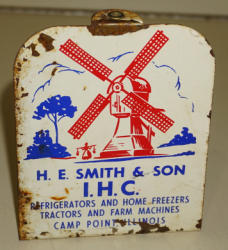 H. E. SMITH & SON
I.H.C.
REFRIGERATORS AND HOME FREEZERS
TRACTORS AND FARM MACHINES
CAMP POINT, ILLINOIS